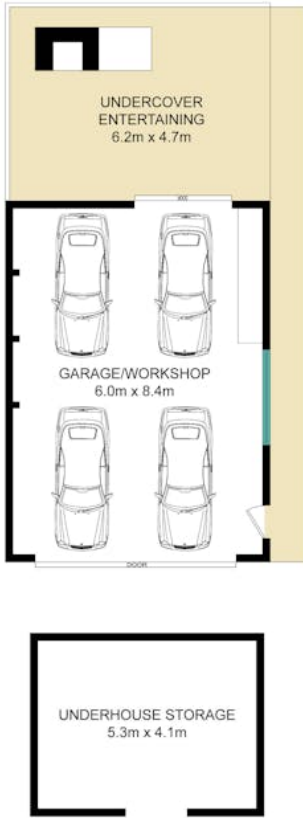 UNDERCOVER
ENTERTAINING
6.2m x 4.7m
GARAGE/WORKSHOP
6.0m x 8.4m
DOOR
UNDERHOUSE STORAGE
5.3m x 4.1m